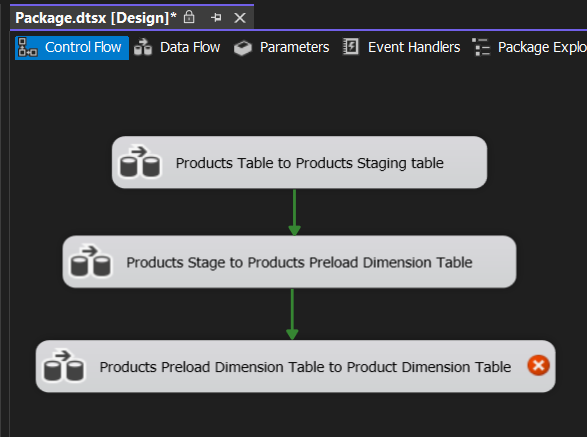 Package.dtsx [Design]*
Control Flow Data Flow Parameters Event Handlers Package Explo
Products Table to Products Staging table
Products Stage to Products Preload Dimension Table
Products Preload Dimension Table to Product Dimension Table